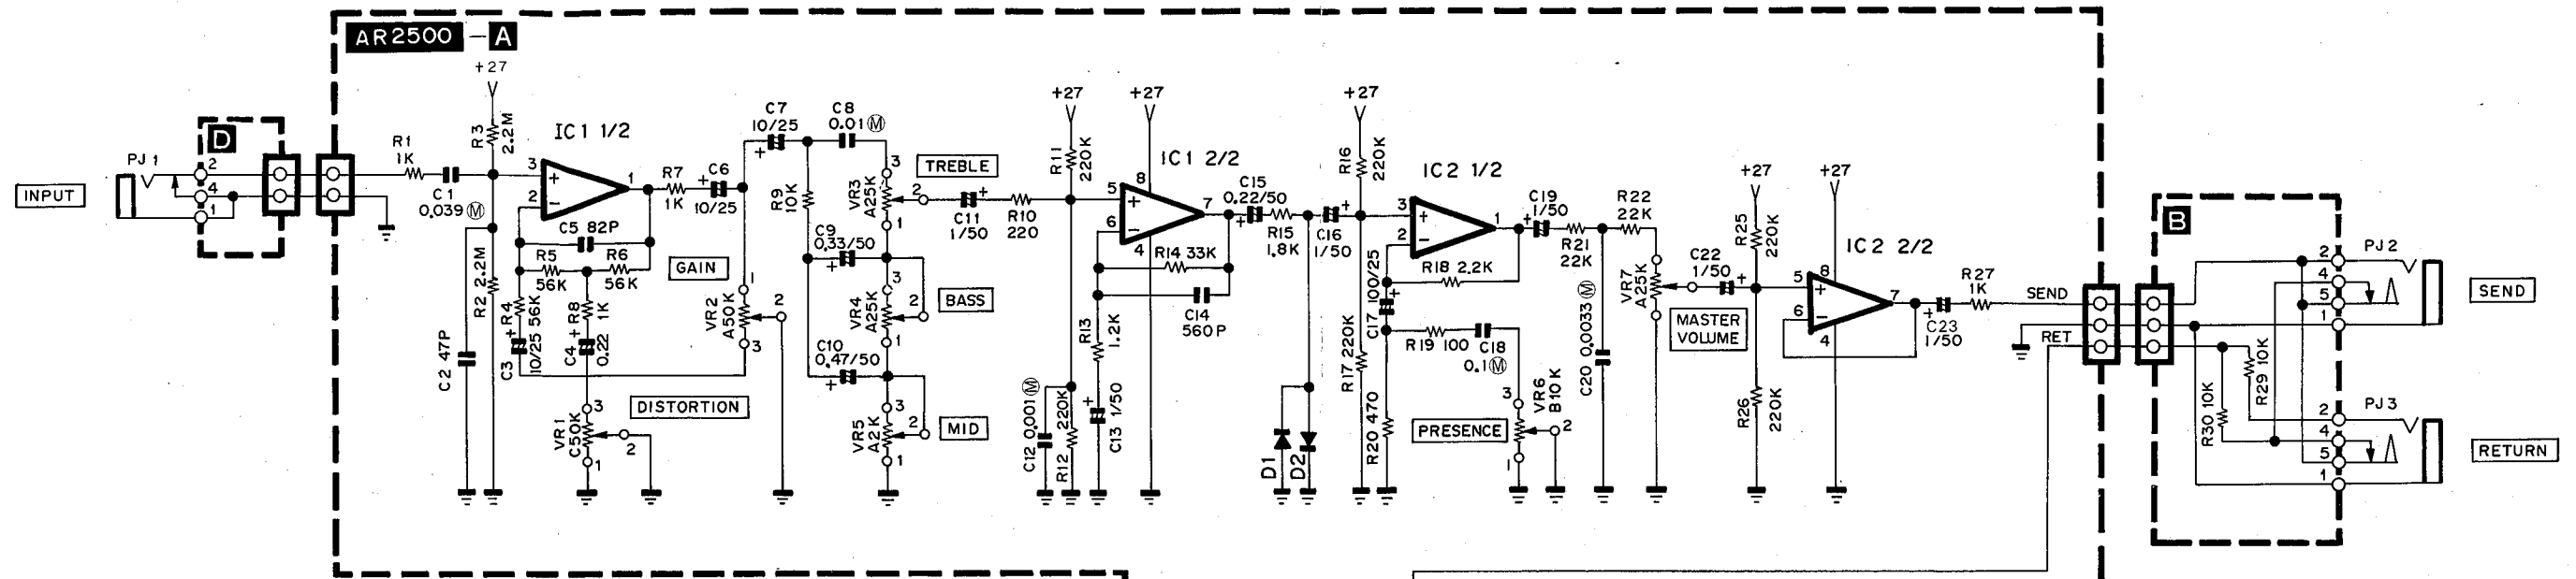 AR2500 - A
INPUT
PJ 1
D
2
4
1
R1
1K
C1
0.039 Ⓜ
+27
R3
2.2M
C2 47P
R2 2.2M
IC1 1/2
3
+
2
−
1
C5 82P
R5
56K
R6
56K
R4
56K
C3
10/25
R8
1K
C4
0.22
+
+
VR1
C50K
3
2
1
DISTORTION
R7
1K
C6
10/25
+
GAIN
VR2
A50K
1
2
3
C7
10/25
+
C8
0.01 Ⓜ
R9
10K
C9
0.33/50
+
C10
0.47/50
+
VR3
A25K
3
2
1
TREBLE
VR4
A25K
3
2
1
BASS
VR5
A2K
3
2
1
MID
C11
1/50
+
R10
220
+27
R11
220K
C12 0.001 Ⓜ
R12
220K
+27
IC1 2/2
5
+
6
−
8
4
7
R14 33K
C14
560P
R13
1.2K
+
C13 1/50
C15
0.22/50
+
R15
1.8K
D1
D2
C16
1/50
+
+27
R16
220K
R17 220K
IC2 1/2
3
+
2
−
1
R18 2.2K
+
C17 100/25
R19 100
C18
0.1 Ⓜ
R20 470
PRESENCE
VR6
B10K
3
2
1
C19
1/50
+
R21
22K
R22
22K
C20 0.0033 Ⓜ
VR7
A25K
MASTER
VOLUME
C22
1/50
+
+27
R25
220K
R26
220K
+27
IC2 2/2
5
+
6
−
8
4
7
C23
1/50
+
R27
1K
SEND
RET
B
R30 10K
R29 10K
2
4
5
1
PJ 2
SEND
2
4
5
1
PJ 3
RETURN